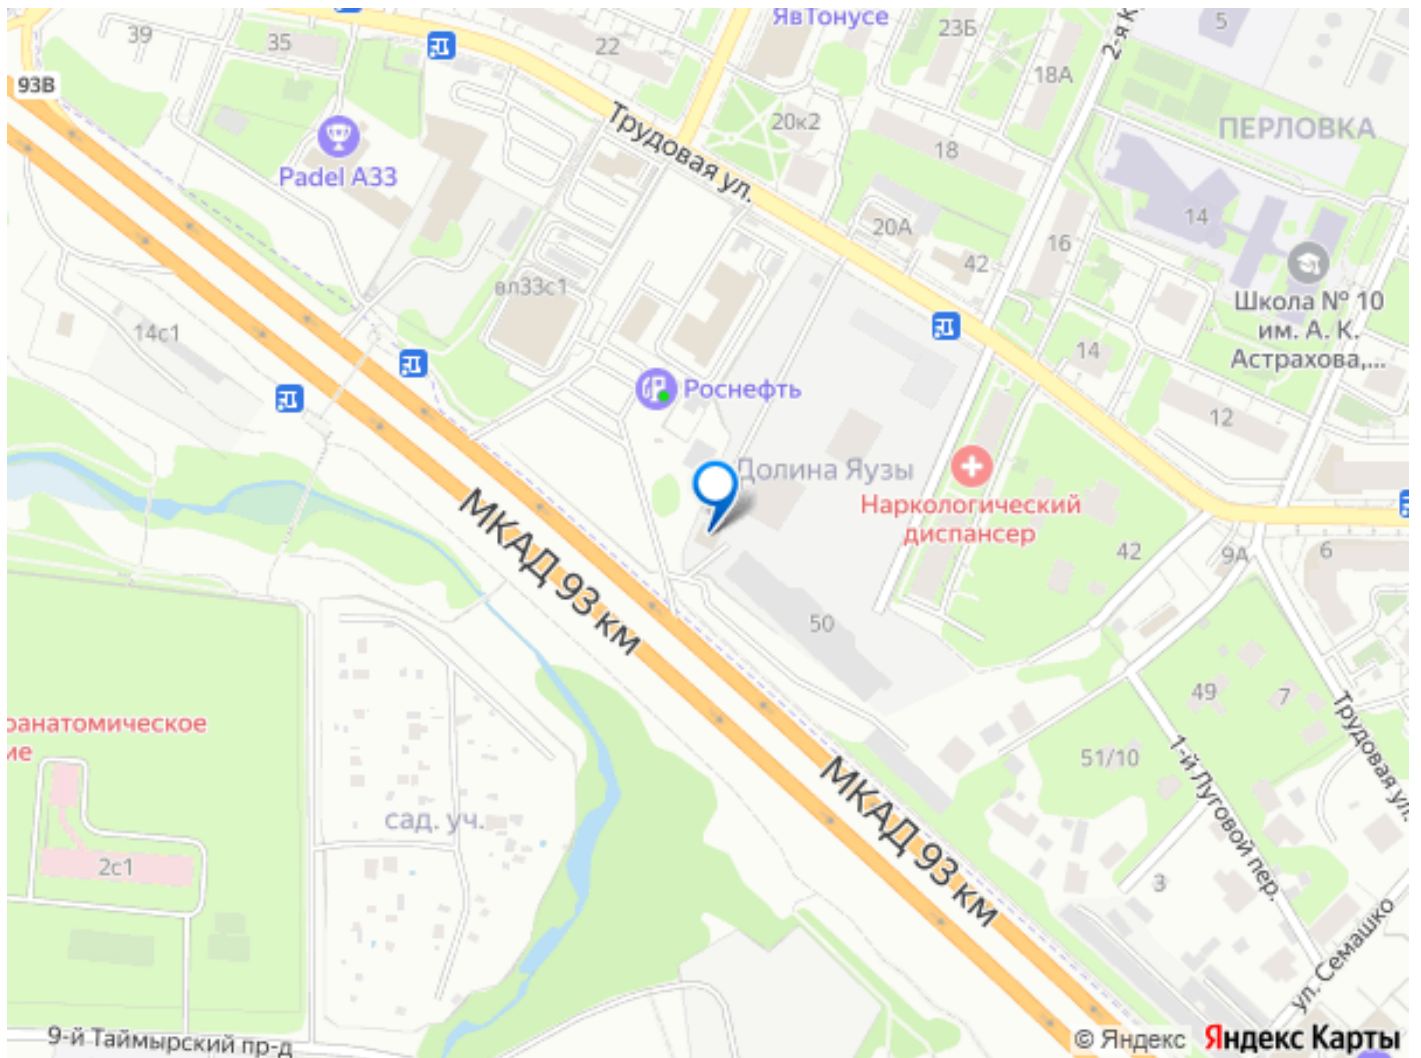 ЯвТонусе
5
39
35
22
23Б
2-я К
18А
93В
20к2
ПЕРЛОВКА
Трудовая ул.
18
Padel А33
14
20А
16
42
вл33с1
Школа № 10
им. А. К.
Астрахова,...
14с1
14
Роснефть
12
Долина Яузы
Наркологический
диспансер
МКАД 93 км
42
9А
6
50
49
7
Трудовая ул.
оанатомическое
ие
51/10
1-й Луговой пер.
МКАД 93 км
сад. уч.
2с1
3
ул. Семашко
9-й Таймырский пр-д
© Яндекс
Яндекс Карты